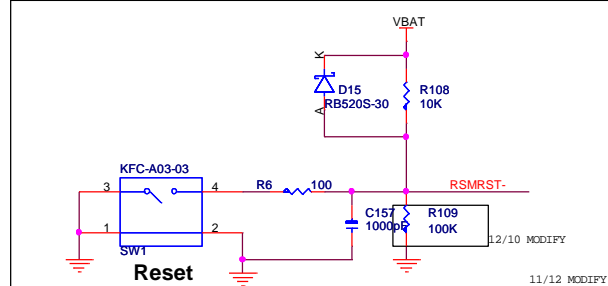 VBAT
K
D15
R108
RB520S-30
10K
A
KFC-A03-03
3
4
R6
100
RSMRST-
C157
R109
1000pF
100K
1
2
12/10 MODIFY
SW1
Reset
11/12 MODIFY